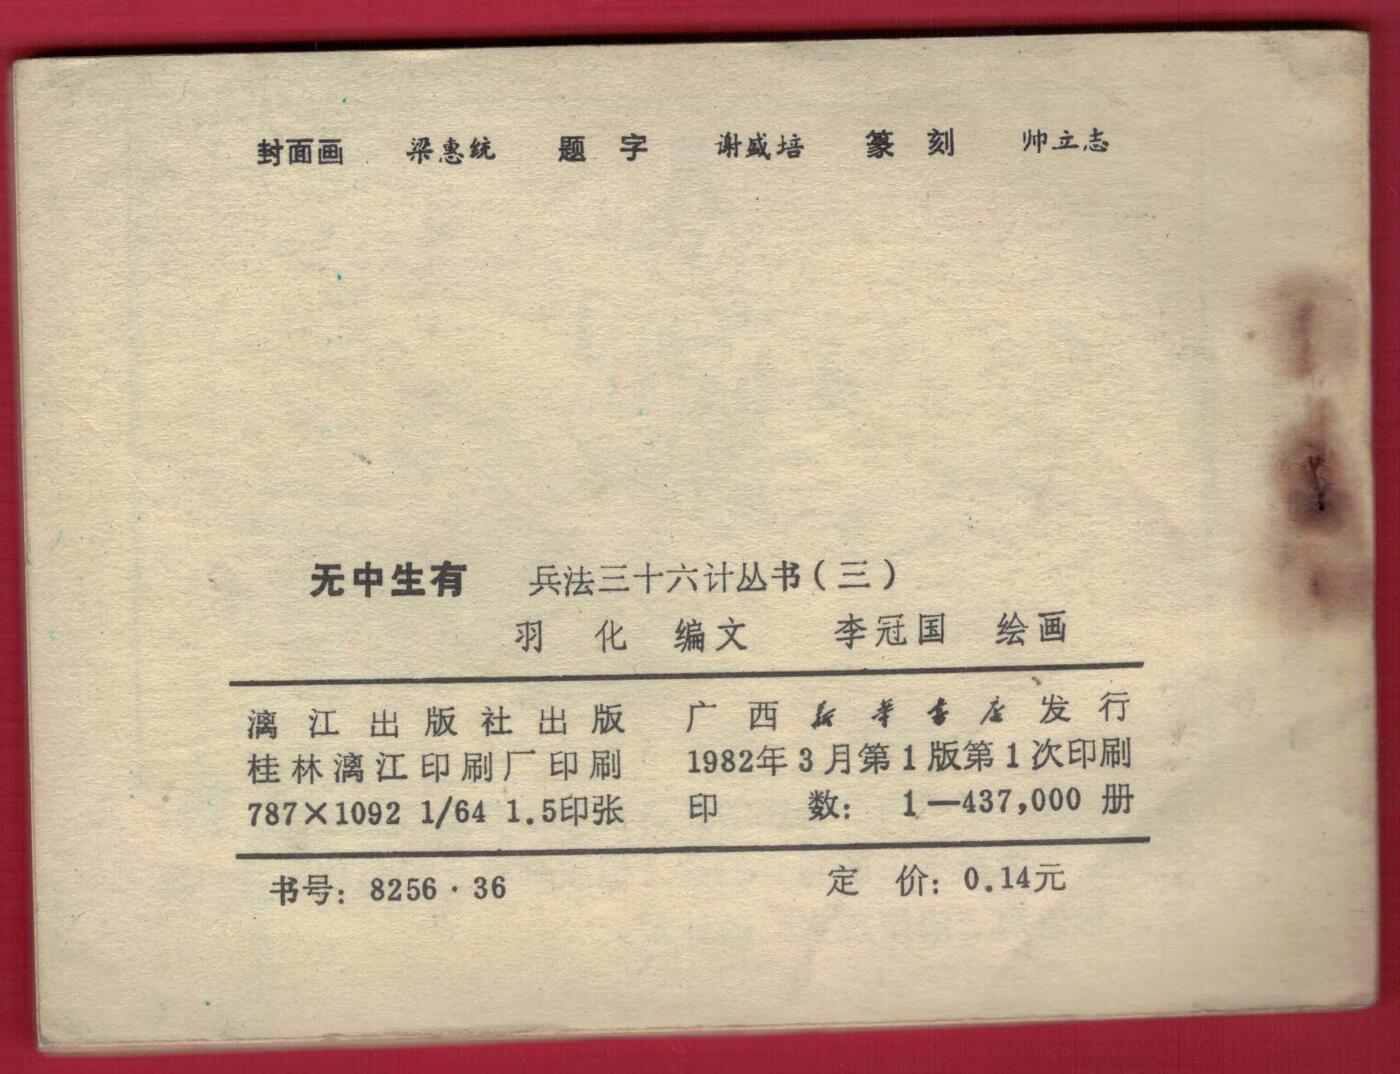 封面画 梁惠统 题 字 谢盛培 篆 刻 帅立志
无中生有 兵法三十六计丛书(三)
羽 化 编文 李冠国 绘画
漓江出版社出版 广西新华书店发行
桂林漓江印刷厂印刷 1982年3月第1版第1次印刷
787×1092 1/64 1.5印张 印 数: 1—437,000 册
书号: 8256·36 定 价: 0.14元